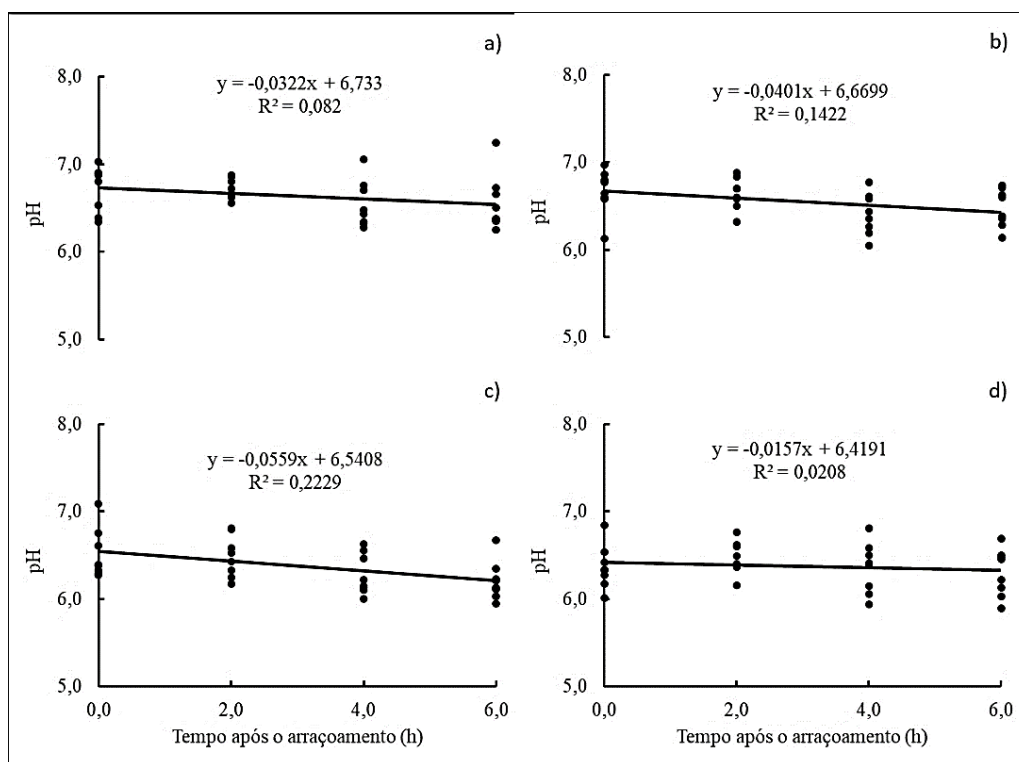 a)
8,0
y = -0,0322x + 6,733
R² = 0,082
7,0
pH
6,0
5,0
b)
8,0
y = -0,0401x + 6,6699
R² = 0,1422
7,0
pH
6,0
5,0
c)
8,0
y = -0,0559x + 6,5408
R² = 0,2229
7,0
pH
6,0
5,0
0,0 2,0 4,0 6,0
Tempo após o arraçoamento (h)
d)
8,0
y = -0,0157x + 6,4191
R² = 0,0208
7,0
pH
6,0
5,0
0,0 2,0 4,0 6,0
Tempo após o arraçoamento (h)